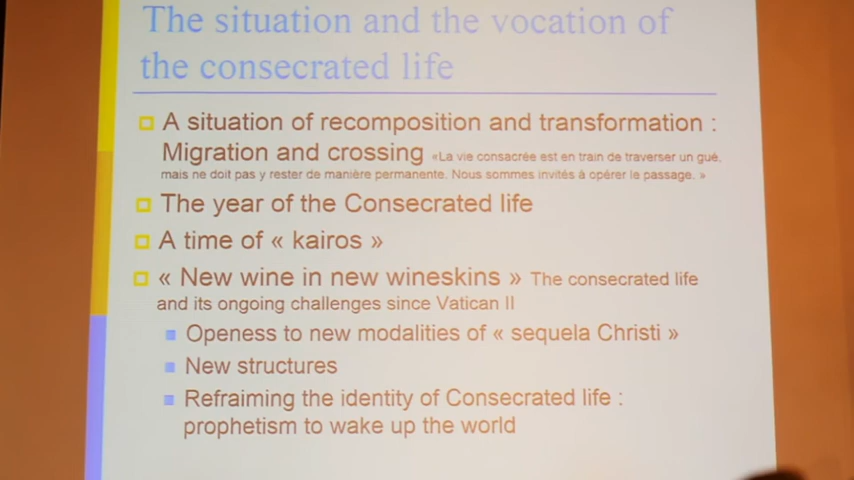 The situation and the vocation of
the consecrated life
A situation of recomposition and transformation :
Migration and crossing «La vie consacrée est en train de traverser un gué,
mais ne doit pas y rester de manière permanente. Nous sommes invités à opérer le passage. »
The year of the Consecrated life
A time of « kairos »
« New wine in new wineskins » The consecrated life
and its ongoing challenges since Vatican II
Openess to new modalities of « sequela Christi »
New structures
Refraiming the identity of Consecrated life :
prophetism to wake up the world